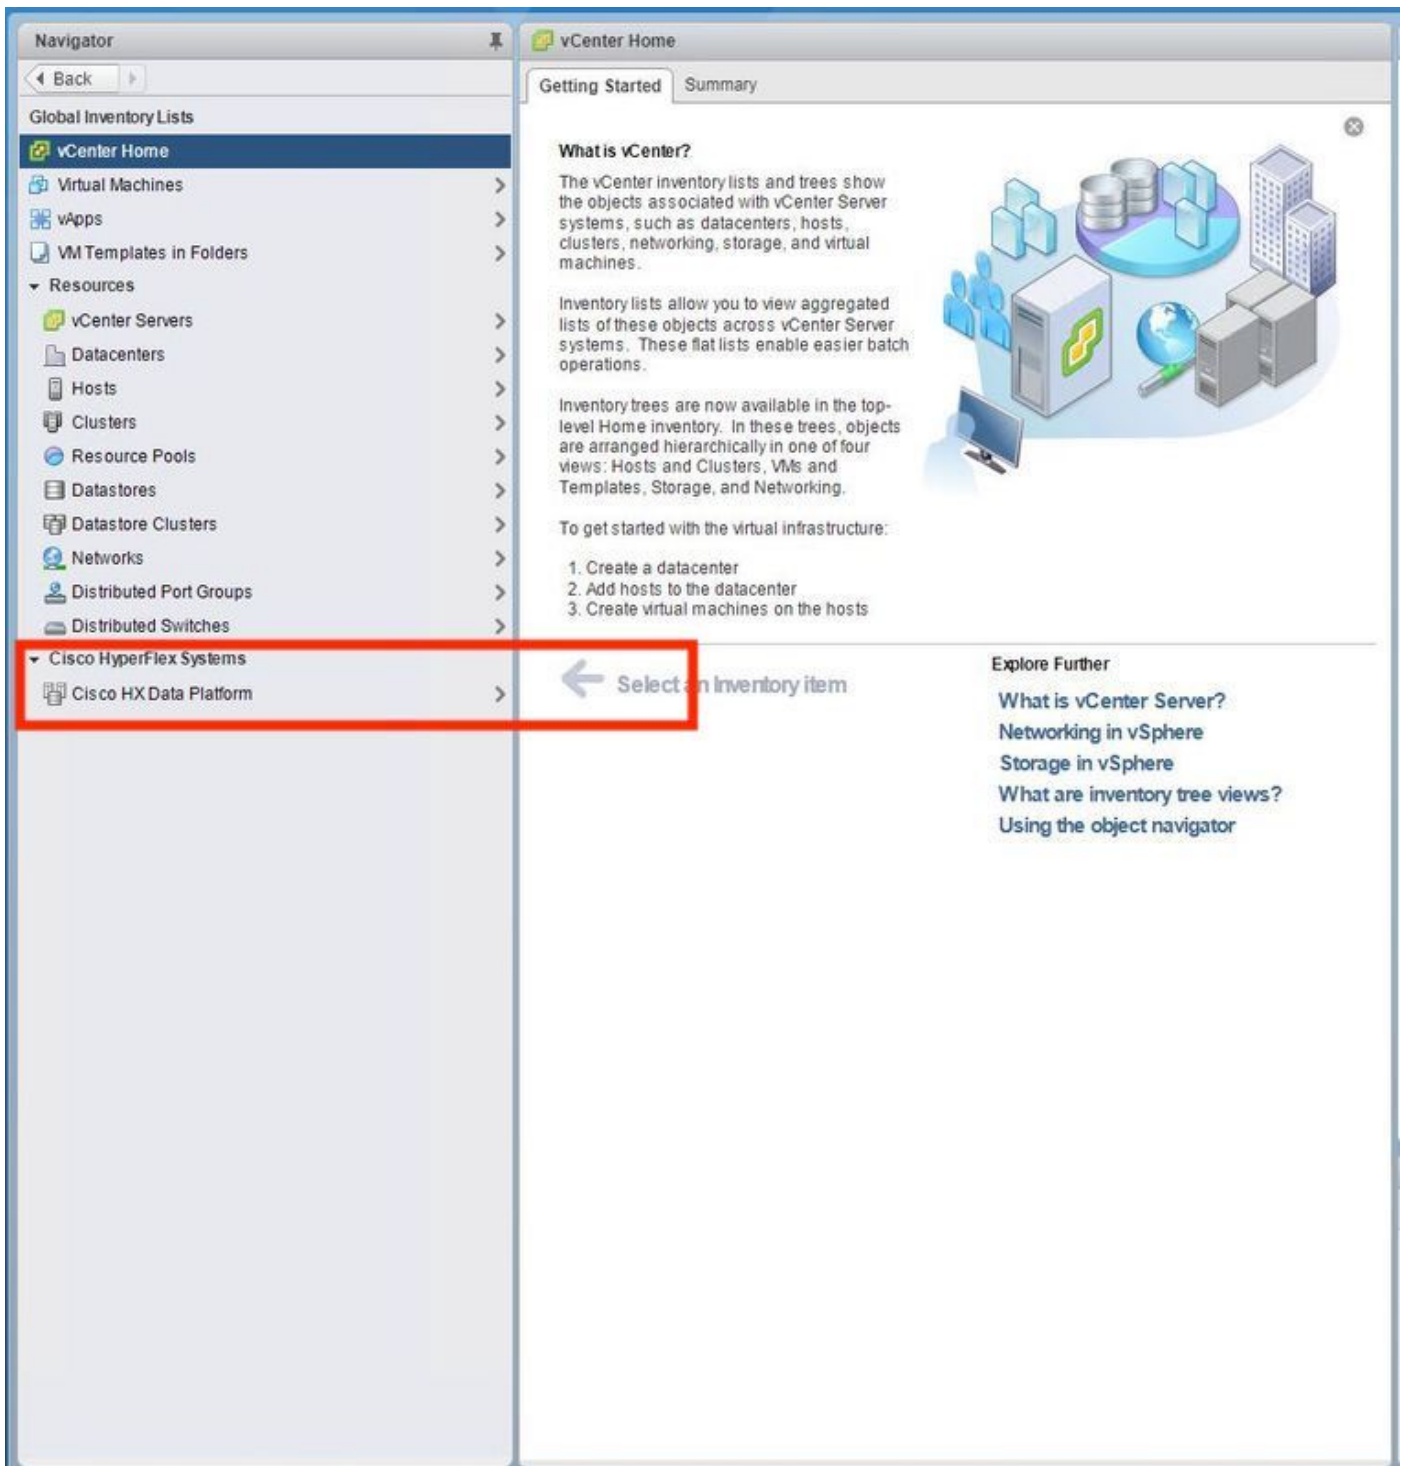 Navigator
Back
Global Inventory Lists
vCenter Home
Virtual Machines
vApps
VM Templates in Folders
Resources
vCenter Servers
Datacenters
Hosts
Clusters
Resource Pools
Datastores
Datastore Clusters
Networks
Distributed Port Groups
Distributed Switches
Cisco HyperFlex Systems
Cisco HX Data Platform
vCenter Home
Getting Started
Summary
What is vCenter?
The vCenter inventory lists and trees show
the objects associated with vCenter Server
systems, such as datacenters, hosts,
clusters, networking, storage, and virtual
machines.
Inventory lists allow you to view aggregated
lists of these objects across vCenter Server
systems. These flat lists enable easier batch
operations.
Inventory trees are now available in the top-
level Home inventory. In these trees, objects
are arranged hierarchically in one of four
views: Hosts and Clusters, VMs and
Templates, Storage, and Networking.
To get started with the virtual infrastructure:
1. Create a datacenter
2. Add hosts to the datacenter
3. Create virtual machines on the hosts
Select an Inventory item
Explore Further
What is vCenter Server?
Networking in vSphere
Storage in vSphere
What are inventory tree views?
Using the object navigator